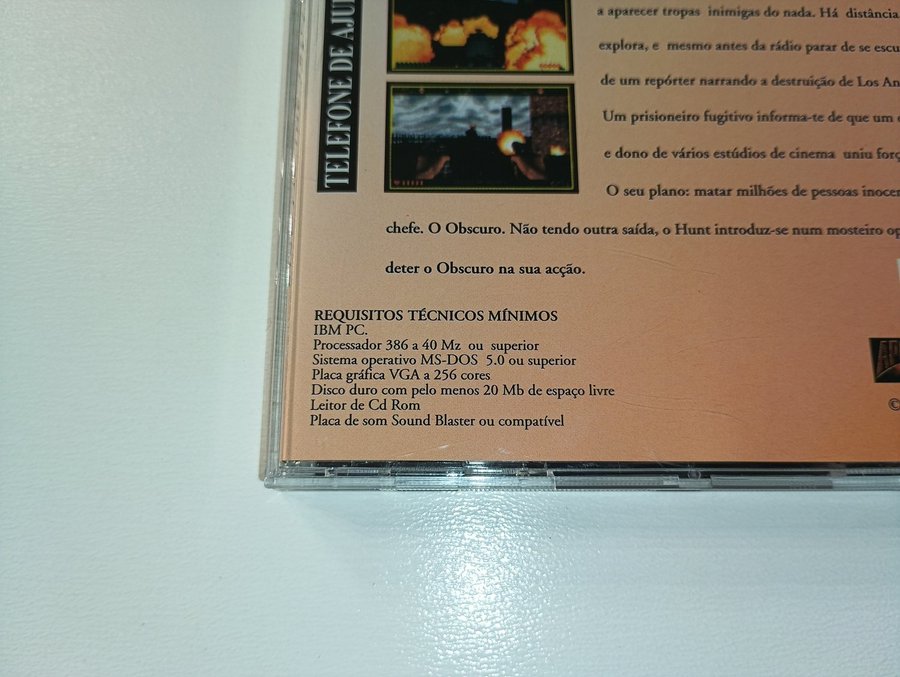 TELEFONE DE
a aparecer tropas inimigas do nada. Há distância
explora, e mesmo antes da rádio parar de se
de um repórter narrando a destruição de Los
Um prisioneiro fugitivo informa-te de que um
e dono de vários estúdios de cinema uniu
O seu plano: matar milhões de pessoas
chefe. O Obscuro. Não tendo outra saída, o Hunt introduz-se num mosteiro
deter o Obscuro na sua acção.
REQUISITOS TÉCNICOS MÍNIMOS
IBM PC.
Processador 386 a 40 Mz ou superior
Sistema operativo MS-DOS 5.0 ou superior
Placa gráfica VGA a 256 cores
Disco duro com pelo menos 20 Mb de espaço livre
Leitor de Cd Rom
Placa de som Sound Blaster ou compatível
©